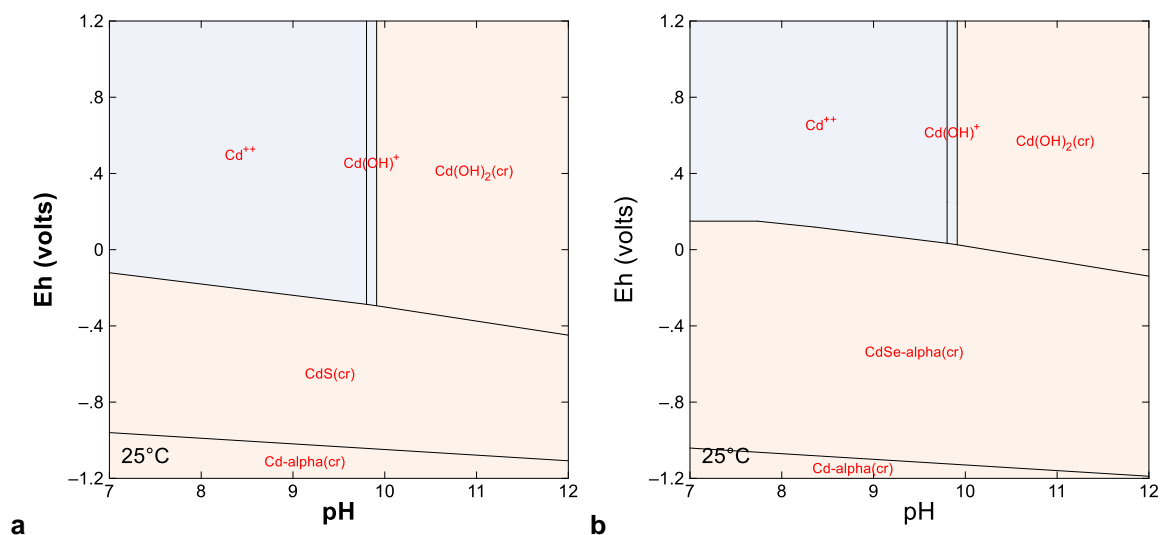 1.2
.8
.4
0
–.4
–.8
–1.2
Eh (volts)
Cd++
Cd(OH)+
Cd(OH)2(cr)
CdS(cr)
Cd-alpha(cr)
25°C
7
8
9
10
11
12
pH
a
1.2
.8
.4
0
–.4
–.8
–1.2
Eh (volts)
Cd++
Cd(OH)+
Cd(OH)2(cr)
CdSe-alpha(cr)
Cd-alpha(cr)
25°C
7
8
9
10
11
12
pH
b